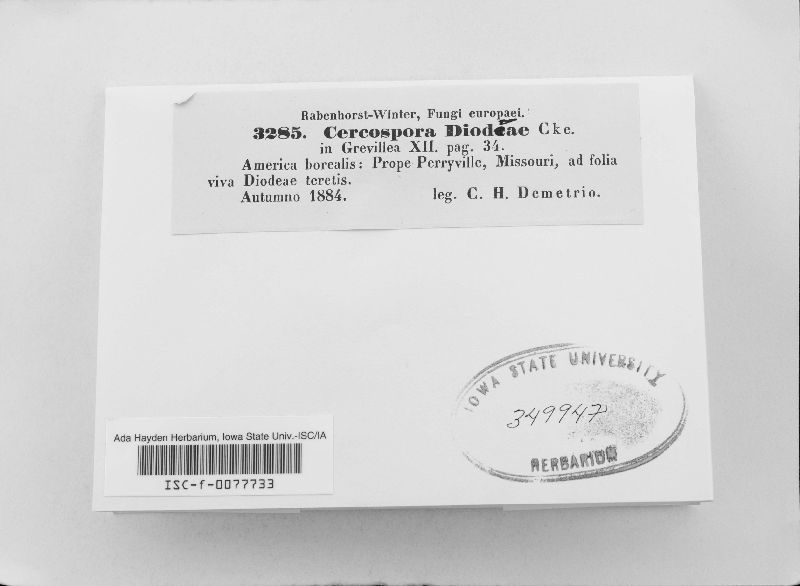 Rabenhorst-Winter, Fungi europaei.
3285. Cercospora Diodeae Cke.
in Grevillea XII. pag. 34.
America borealis: Prope Perryville, Missouri, ad folia
viva Diodeae teretis.
Autumno 1884. leg. C. H. Demetrio.
IOWA STATE UNIVERSITY
349947
HERBARIUM
Ada Hayden Herbarium, Iowa State Univ.-ISC/IA
ISC-f-0077733